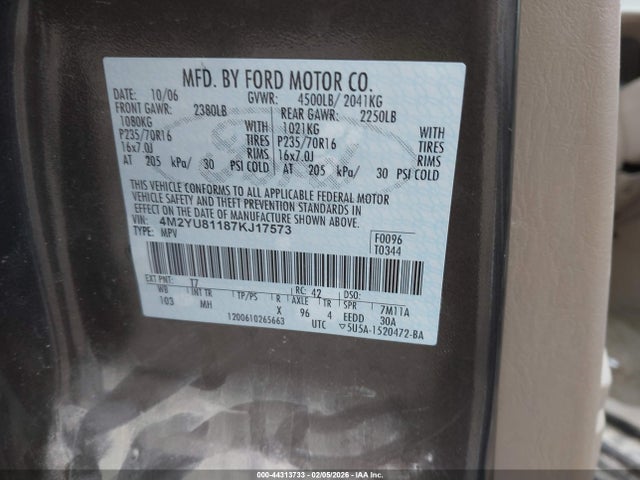 MFD. BY FORD MOTOR CO.
DATE: 10/06 GVWR: 4500LB/ 2041KG
FRONT GAWR: 2380LB REAR GAWR: 2250LB
1080KG WITH 1021KG WITH
P235/70R16 TIRES P235/70R16 TIRES
16x7.0J RIMS 16x7.0J RIMS
AT 205 kPa/ 30 PSI COLD AT 205 kPa/ 30 PSI COLD
THIS VEHICLE CONFORMS TO ALL APPLICABLE FEDERAL MOTOR
VEHICLE SAFETY AND THEFT PREVENTION STANDARDS IN
EFFECT ON THE DATE OF MANUFACTURE SHOWN ABOVE.
VIN: 4M2YU81187KJ17573
TYPE: MPV
F0096
T0344
EXT PNT: T7 RC: 42 DSO:
WB INT TR TP/PS R AXLE TR SPR 7M11A
103 MH X 96 4 EEDD 30A
1200610265663 UTC 5U5A-1520472-BA
000-44313733 - 02/05/2026 - IAA Inc.